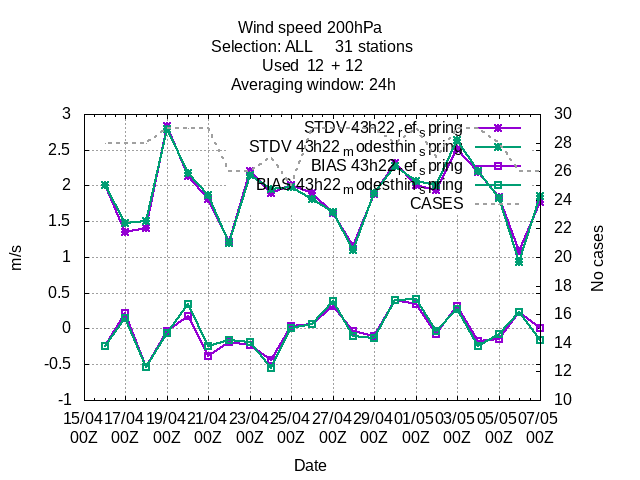 Wind speed 200hPa
Selection: ALL 31 stations
Used 12 + 12
Averaging window: 24h
STDV 43h22refspring
STDV 43h22modesthinspring
BIAS 43h22refspring
BIAS 43h22modesthinspring
CASES
3
2.5
2
1.5
1
0.5
0
-0.5
-1
m/s
30
28
26
24
22
20
18
16
14
12
10
No cases
15/04 17/04 19/04 21/04 23/04 25/04 27/04 29/04 01/05 03/05 05/05 07/05
00Z 00Z 00Z 00Z 00Z 00Z 00Z 00Z 00Z 00Z 00Z 00Z
Date